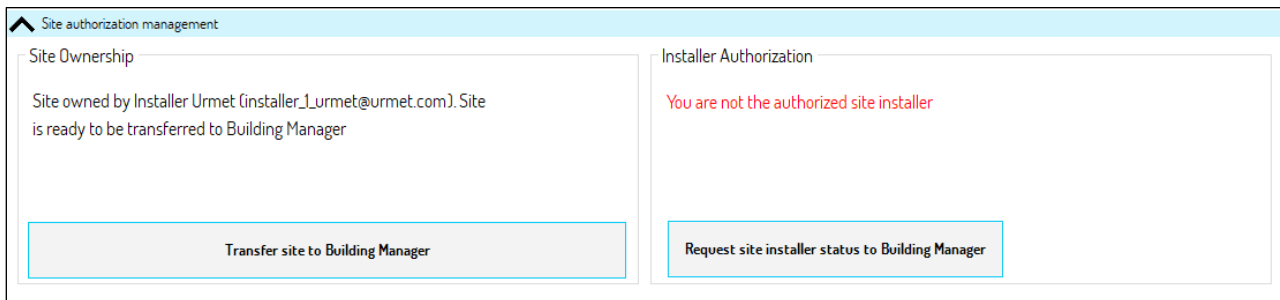 Site authorization management
Site Ownership
Site owned by Installer Urmet (installer_1_urmet@urmet.com). Site
is ready to be transferred to Building Manager
Transfer site to Building Manager
Installer Authorization
You are not the authorized site installer
Request site installer status to Building Manager